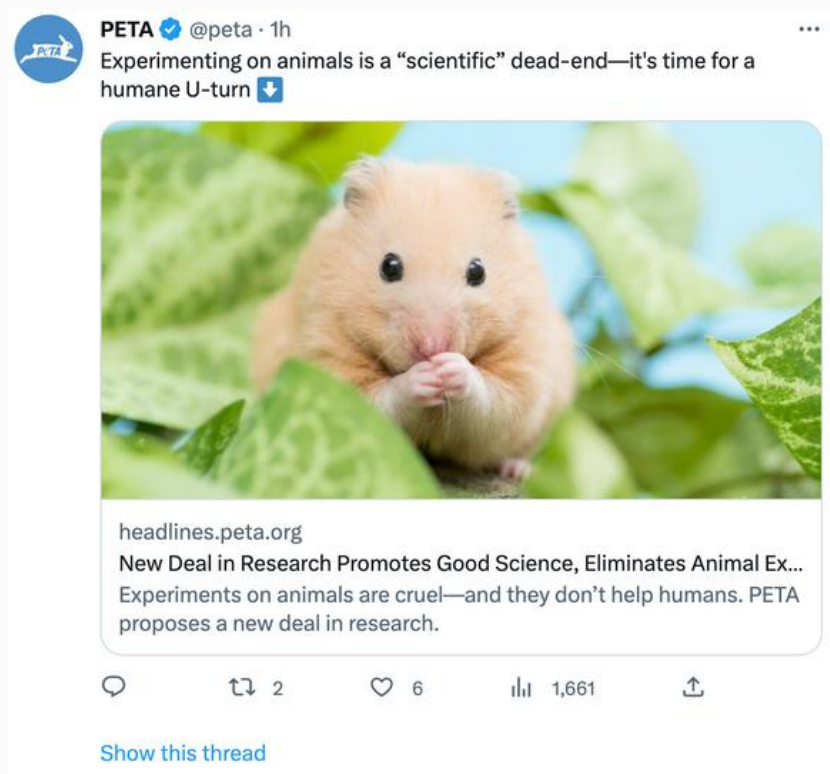 PETA @peta · 1h
Experimenting on animals is a “scientific” dead-end—it's time for a
humane U-turn ⬇️
PETA
headlines.peta.org
New Deal in Research Promotes Good Science, Eliminates Animal Ex...
Experiments on animals are cruel—and they don’t help humans. PETA
proposes a new deal in research.
2 6 1,661
Show this thread